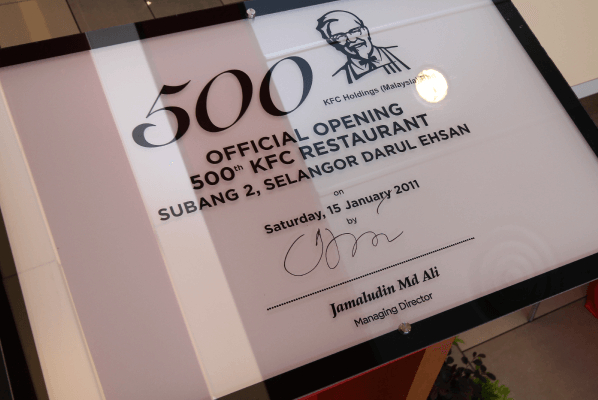 500
KFC Holdings (Malaysia)
OFFICIAL OPENING
500th KFC RESTAURANT
SUBANG 2, SELANGOR DARUL EHSAN
on
Saturday, 15 January 2011
by
Jamaludin Md Ali
Managing Director